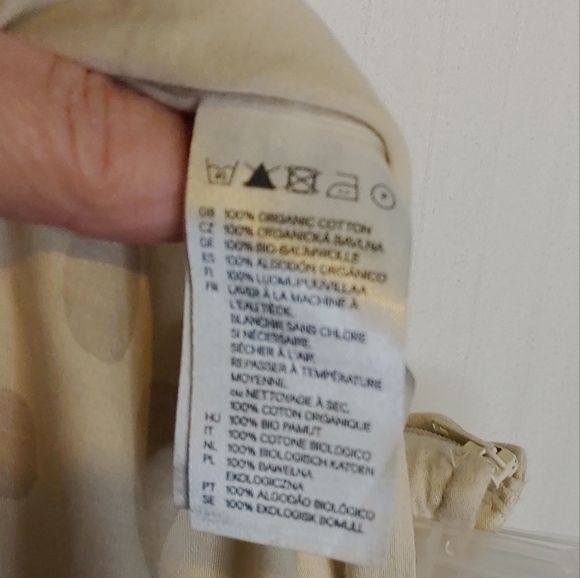 GB 100% ORGANIC COTTON
CZ 100% ORGANICKÁ BAVLNA
DE 100% BIO-BAUMWOLLE
ES 100% ALGODÓN ORGÁNICO
FI 100% LUOMUPUUVILLAA
FR LAVER À LA MACHINE À
L'EAU TIÈDE.
BLANCHIR SANS CHLORE
SI NÉCESSAIRE.
SÉCHER À L'AIR.
REPASSER À TEMPÉRATURE
MOYENNE.
ou NETTOYAGE À SEC.
100% COTON ORGANIQUE
HU 100% BIO PAMUT
IT 100% COTONE BIOLOGICO
NL 100% BIOLOGISCH KATOEN
PL 100% BAWEŁNA
EKOLOGICZNA
PT 100% ALGODÃO BIOLÓGICO
SE 100% EKOLOGISK BOMULL